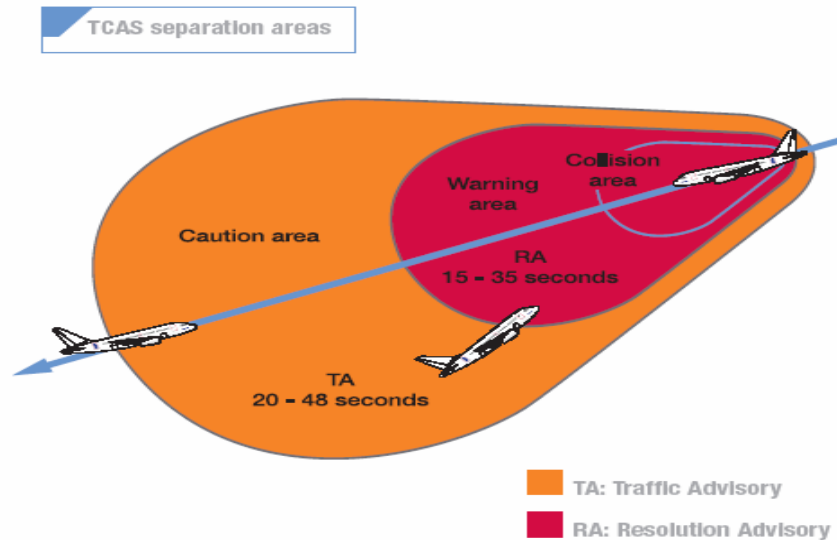 TCAS separation areas
Collision
area
Warning
area
Caution area
RA
15 - 35 seconds
TA
20 - 48 seconds
TA: Traffic Advisory
RA: Resolution Advisory